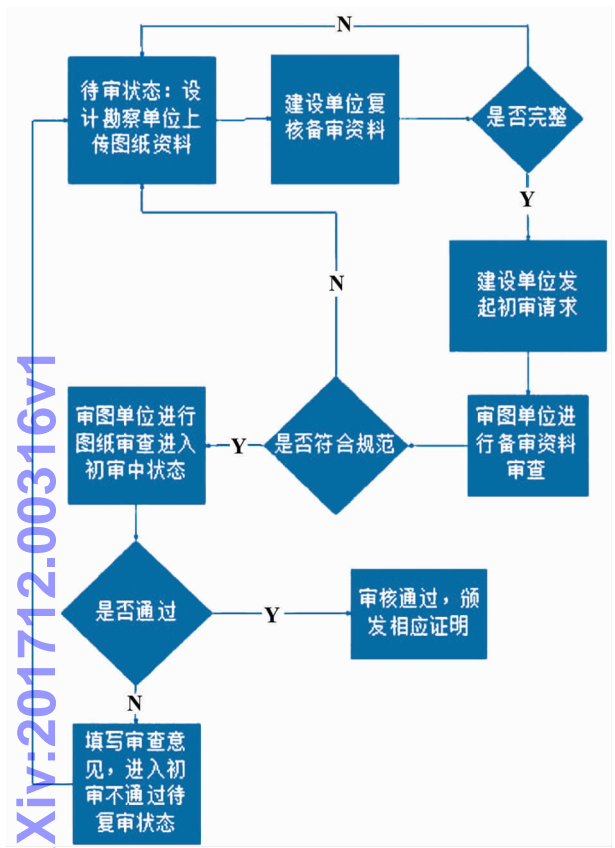 N
待审状态：设
计勘察单位上
传图纸资料
建设单位复
核备审资料
是否完整
Y
建设单位发
起初审请求
N
审图单位进
行备审资料
审查
是否符合规范
Y
审图单位进行
图纸审查进入
初审中状态
是否通过
Y
审核通过，颁
发相应证明
N
填写审查意
见，进入初
审不通过待
复审状态
Xiv:201712.00316v1